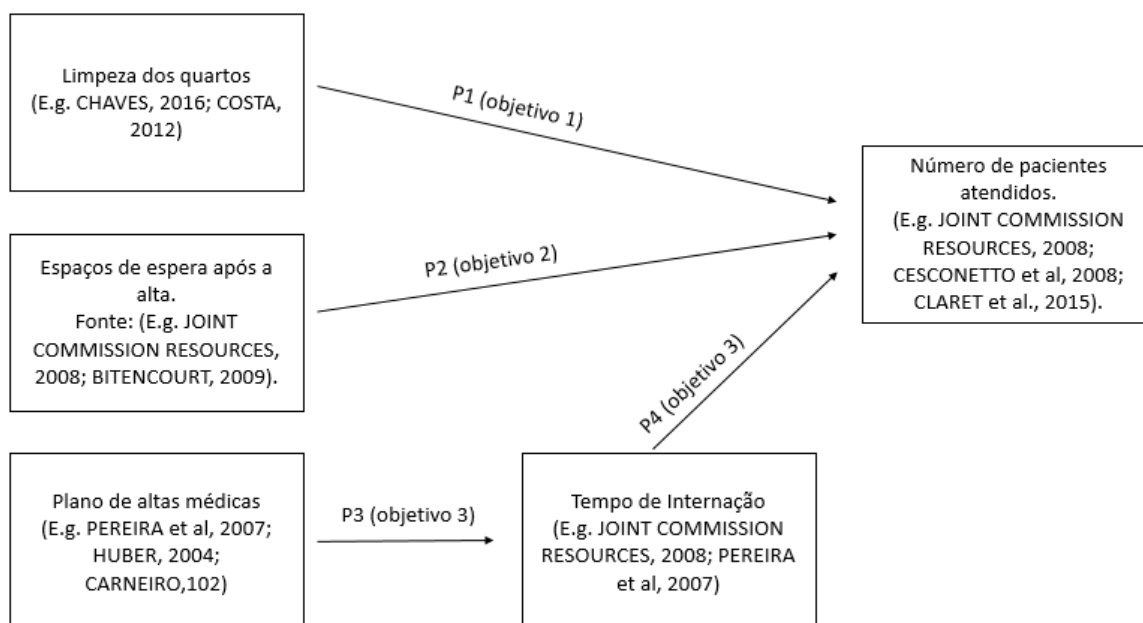 Limpeza dos quartos
(E.g. CHAVES, 2016; COSTA,
2012)
P1 (objetivo 1)
Número de pacientes
atendidos.
(E.g. JOINT COMMISSION
RESOURCES, 2008;
CESCONETTO et al, 2008;
CLARET et al., 2015).
Espaços de espera após a
alta.
Fonte: (E.g. JOINT
COMMISSION RESOURCES,
2008; BITENCOURT, 2009).
P2 (objetivo 2)
P4 (objetivo 3)
Plano de altas médicas
(E.g. PEREIRA et al, 2007;
HUBER, 2004;
CARNEIRO,102)
P3 (objetivo 3)
Tempo de Internação
(E.g. JOINT COMMISSION
RESOURCES, 2008; PEREIRA
et al, 2007)